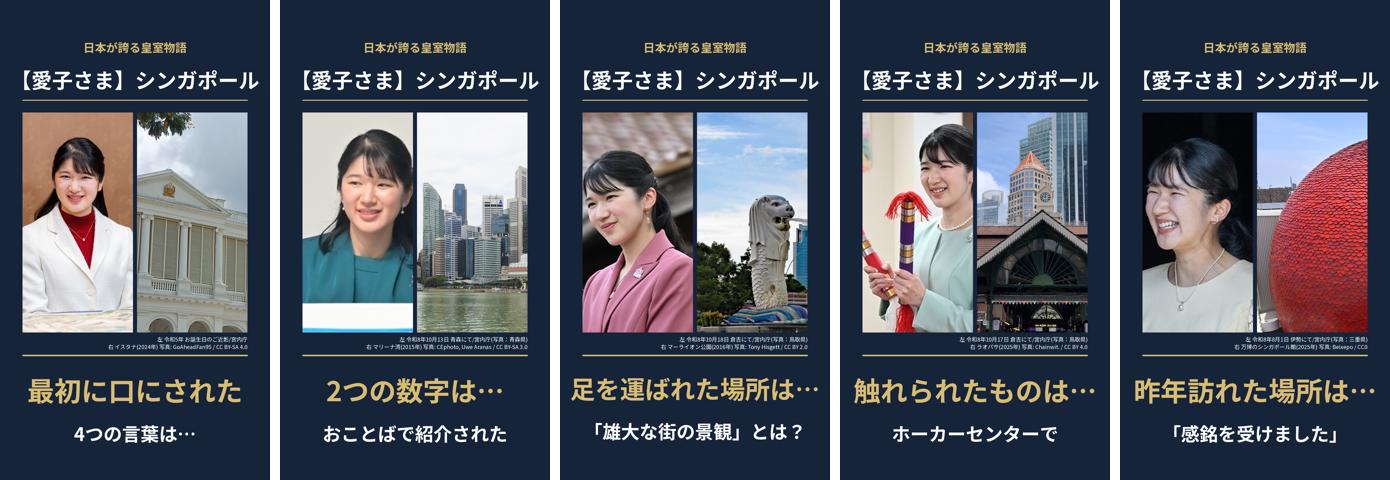 日本が誇る皇室物語
【愛子さま】シンガポール
左 令和5年 お誕生日のご近影/宮内庁
右 イスタナ(2024年) 写真: GoAheadFan95 / CC BY-SA 4.0
最初に口にされた
4つの言葉は…
日本が誇る皇室物語
【愛子さま】シンガポール
左 令和8年10月13日 青森にて/宮内庁(写真：青森県)
右 マリーナ湾(2015年) 写真: CEphoto, Uwe Aranas / CC BY-SA 3.0
2つの数字は…
おことばで紹介された
日本が誇る皇室物語
【愛子さま】シンガポール
左 令和8年10月18日 倉吉にて/宮内庁(写真：鳥取県)
右 マーライオン公園(2016年) 写真: Tony Hisgett / CC BY 2.0
足を運ばれた場所は…
「雄大な街の景観」とは？
日本が誇る皇室物語
【愛子さま】シンガポール
左 令和8年10月17日 倉吉にて/宮内庁(写真：鳥取県)
右 ラオパサ(2025年) 写真: Chainwit. / CC BY 4.0
触れられたものは…
ホーカーセンターで
日本が誇る皇室物語
【愛子さま】シンガポール
左 令和8年8月1日 伊勢にて/宮内庁(写真：三重県)
右 万博のシンガポール館(2025年) 写真: Beixepo / CC0
昨年訪れた場所は…
「感銘を受けました」